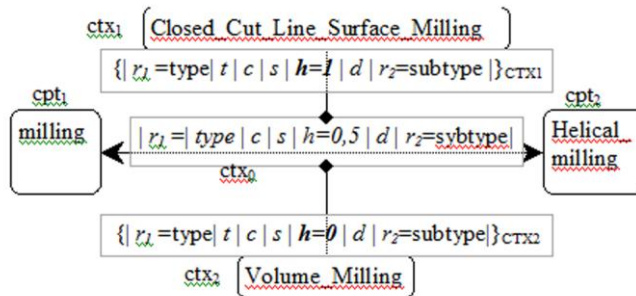 ctx1 Closed_Cut_Line_Surface_Milling
{| r1 =type| t | c | s | h=1 | d | r2=subtype |}CTX1
cpt1
milling
| r1 =| type | c | s | h=0,5 | d | r2=sybtype|
cpt2
Helical
milling
ctx0
{| r1 =type| t | c | s | h=0 | d | r2=subtype|}CTX2
ctx2 Volume_Milling